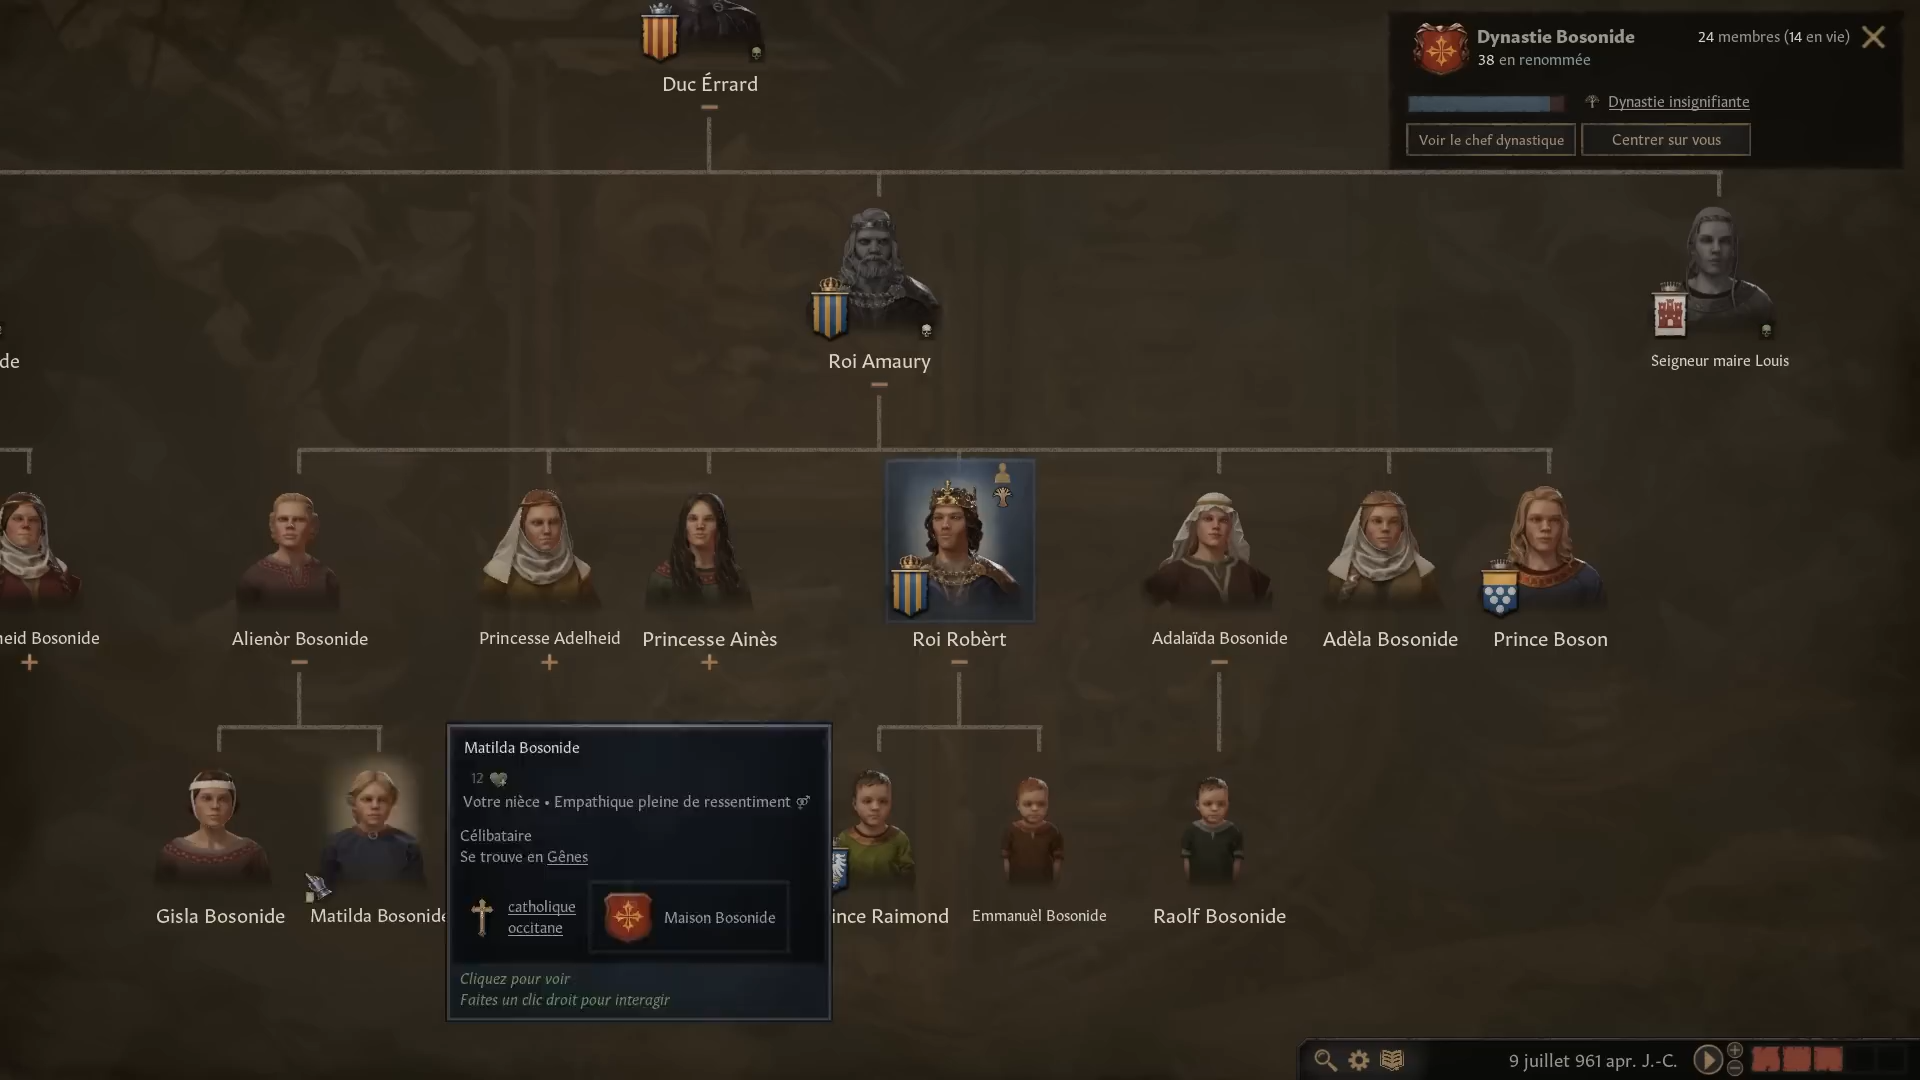 Duc Érrard
Dynastie Bosonide
24 membres (14 en vie)
38 en renommée
Dynastie insignifiante
Voir le chef dynastique
Centrer sur vous
de
Roi Amaury
Seigneur maire Louis
heid Bosonide
Alienòr Bosonide
Princesse Adelheid
Princesse Ainès
Roi Robèrt
Adalaïda Bosonide
Adèla Bosonide
Prince Boson
Matilda Bosonide
12
Votre nièce • Empathique pleine de ressentiment
Célibataire
Se trouve en Gênes
catholique
occitane
Maison Bosonide
Cliquez pour voir
Faites un clic droit pour interagir
Gisla Bosonide
Matilda Bosonide
ince Raimond
Emmanuèl Bosonide
Raolf Bosonide
9 juillet 961 apr. J.-C.